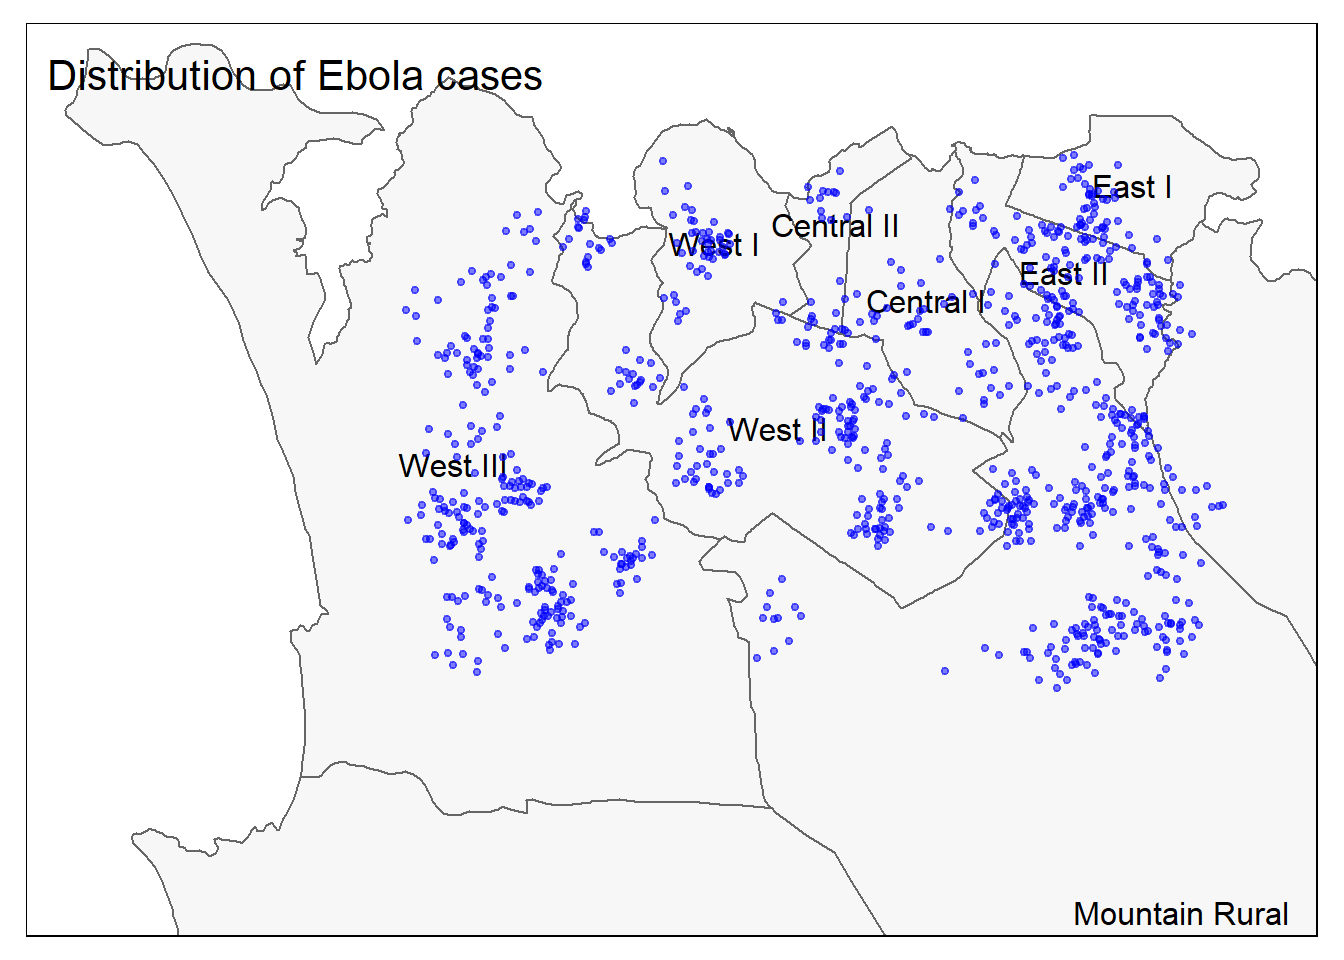 Distribution of Ebola cases
East I
Central II
West I
East II
Central I
West II
West III
Mountain Rural